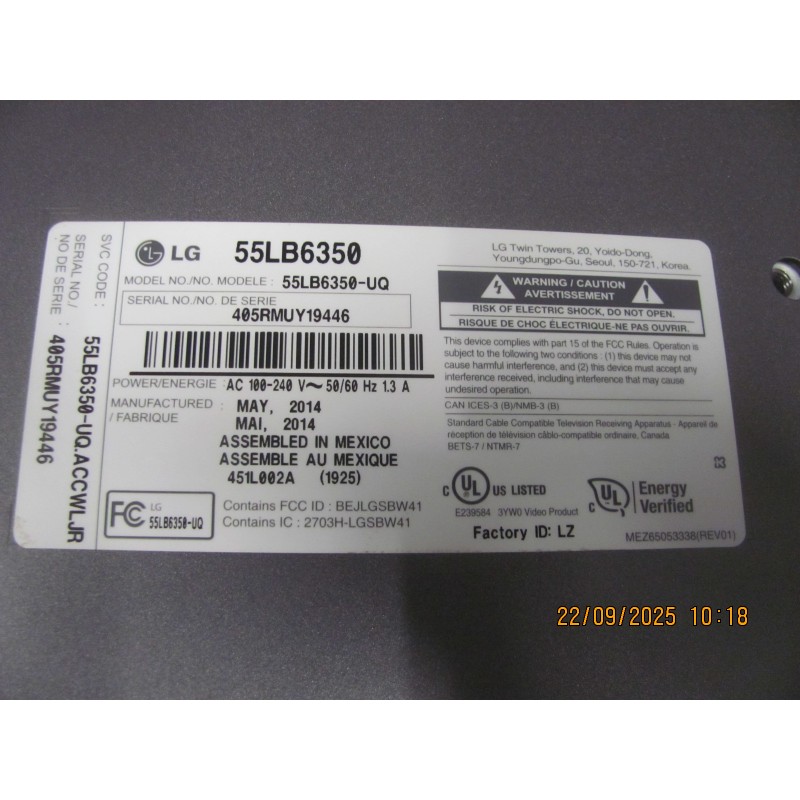 SVC CODE : 55LB6350-UQ.ACCWLJR
SERIAL NO./
NO DE SERIE : 405RMUY19446
LG 55LB6350
MODEL NO./NO. MODELE : 55LB6350-UQ
SERIAL NO./NO. DE SERIE
405RMUY19446
POWER/ENERGIE : AC 100-240 V~ 50/60 Hz 1.3 A
MANUFACTURED : MAY, 2014
/ FABRIQUE MAI, 2014
ASSEMBLED IN MEXICO
ASSEMBLE AU MEXIQUE
451L002A (1925)
FC LG
55LB6350-UQ
Contains FCC ID : BEJLGSBW41
Contains IC : 2703H-LGSBW41
LG Twin Towers, 20, Yoido-Dong,
Youngdungpo-Gu, Seoul, 150-721, Korea.
WARNING / CAUTION
AVERTISSEMENT
RISK OF ELECTRIC SHOCK, DO NOT OPEN.
RISQUE DE CHOC ÉLECTRIQUE-NE PAS OUVRIR.
This device complies with part 15 of the FCC Rules. Operation is
subject to the following two conditions : (1) this device may not
cause harmful interference, and (2) this device must accept any
interference received, including interference that may cause
undesired operation.
CAN ICES-3 (B)/NMB-3 (B)
Standard Cable Compatible Television Receiving Apparatus - Appareil de
réception de télévision câblo-compatible ordinaire, Canada
BETS-7 / NTMR-7
C UL US LISTED
E239584 3YW0 Video Product
C UL Energy
Verified
Factory ID: LZ
MEZ65053338(REV01)
22/09/2025 10:18